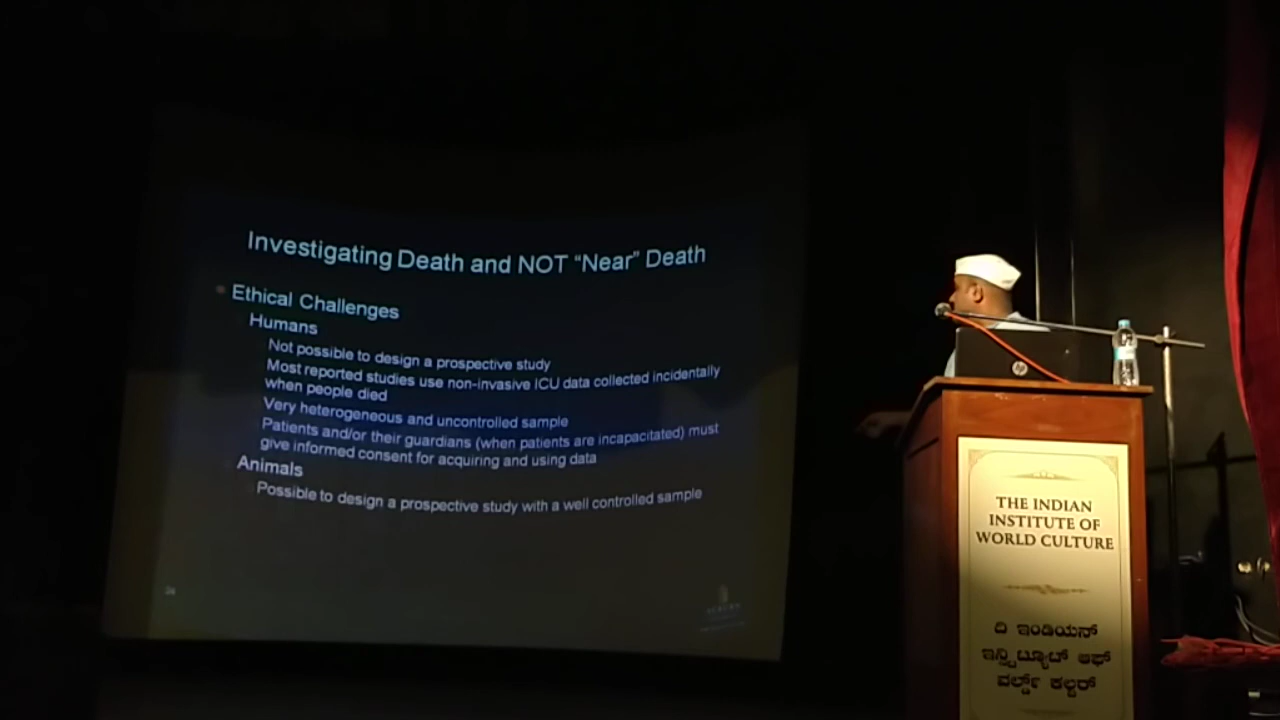 Investigating Death and NOT “Near” Death
Ethical Challenges
Humans
Not possible to design a prospective study
Most reported studies use non-invasive ICU data collected incidentally
when people died
Very heterogeneous and uncontrolled sample
Patients and/or their guardians (when patients are incapacitated) must
give informed consent for acquiring and using data
Animals
Possible to design a prospective study with a well controlled sample
hp
THE INDIAN
INSTITUTE OF
WORLD CULTURE
ದಿ ಇಂಡಿಯನ್
ಇನ್ಸ್ಟಿಟ್ಯೂಟ್ ಆಫ್
ವರ್ಲ್ಡ್ ಕಲ್ಚರ್